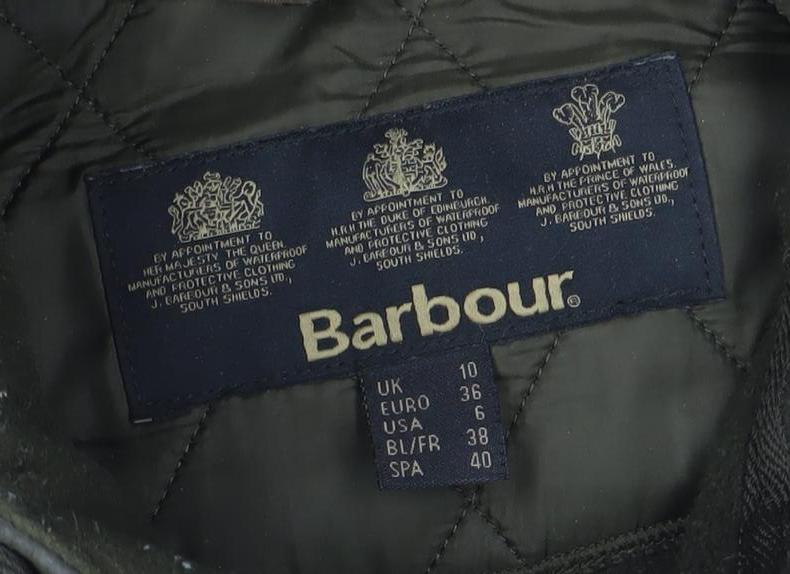 BY APPOINTMENT TO
HER MAJESTY THE QUEEN,
MANUFACTURERS OF WATERPROOF
AND PROTECTIVE CLOTHING
J. BARBOUR & SONS LTD.,
SOUTH SHIELDS.
BY APPOINTMENT TO
H.R.H THE DUKE OF EDINBURGH,
MANUFACTURERS OF WATERPROOF
AND PROTECTIVE CLOTHING
J. BARBOUR & SONS LTD.,
SOUTH SHIELDS.
BY APPOINTMENT TO
H.R.H THE PRINCE OF WALES,
MANUFACTURERS OF WATERPROOF
AND PROTECTIVE CLOTHING
J. BARBOUR & SONS LTD.,
SOUTH SHIELDS.
Barbour®
UK 10
EURO 36
USA 6
BL/FR 38
SPA 40